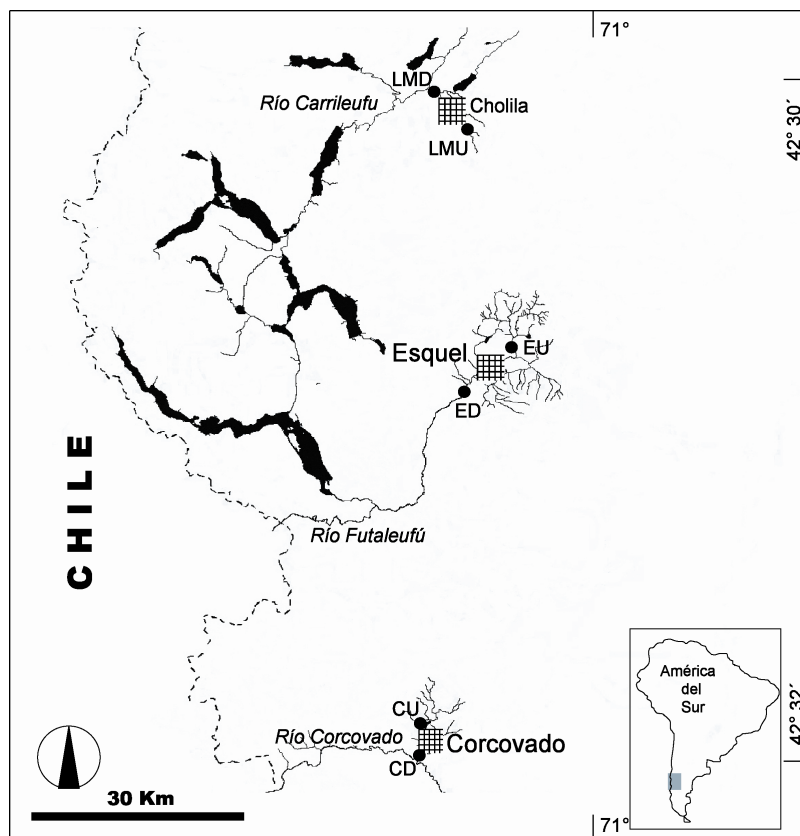 71°
LMD
Río Carrileufu
Cholila
42° 30´
LMU
Esquel
EU
ED
CHILE
Río Futaleufú
América
del
Sur
CU
Río Corcovado
Corcovado
42° 32´
CD
30 Km
71°